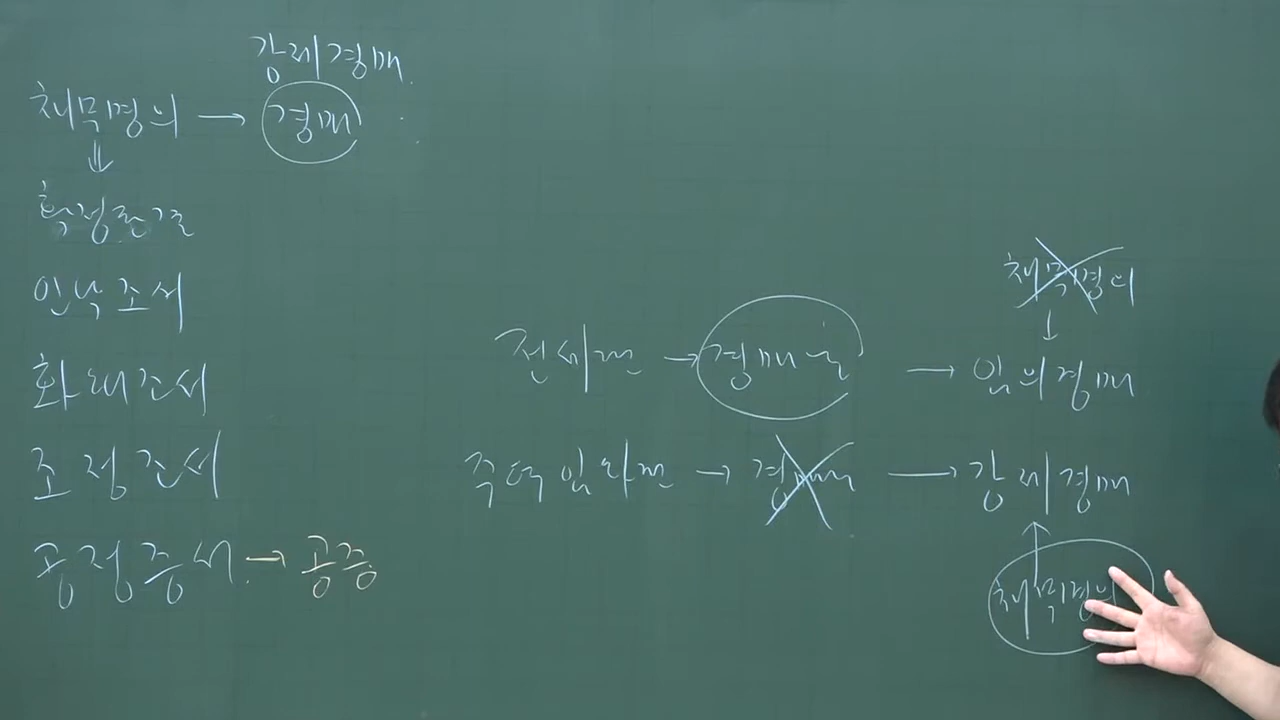 강제경매.
채무명의 → 경매
⇓
확정판결
인낙조서
화해조서
조정조서
공정증서. → 공증
채무명의
↓
전세권 → 경매권 → 임의경매
주택임차권 → 경매권 → 강제경매
↑
채무명의